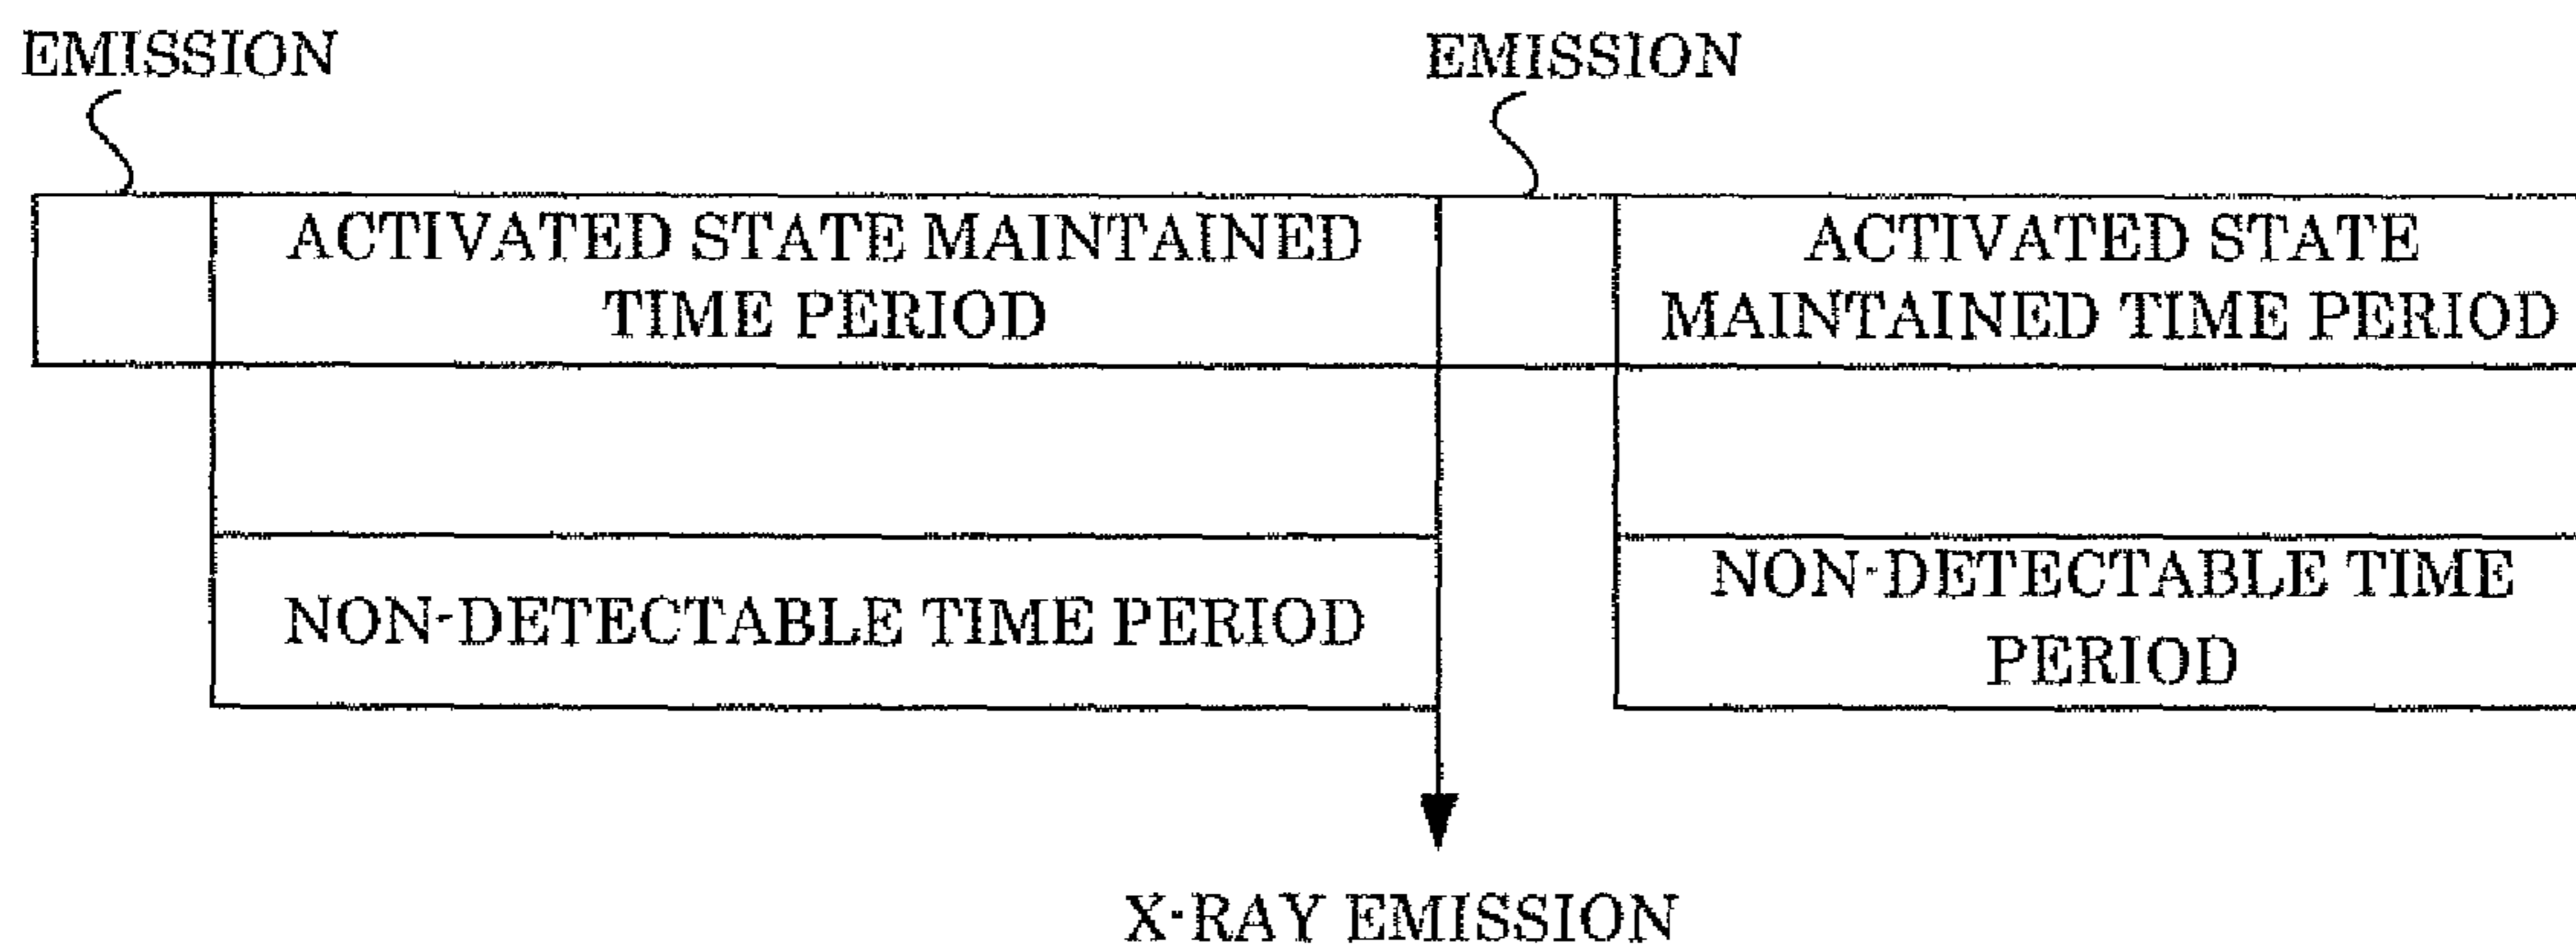 EMISSION
EMISSION
ACTIVATED STATE MAINTAINED
TIME PERIOD
ACTIVATED STATE
MAINTAINED TIME PERIOD
NON-DETECTABLE TIME PERIOD
NON-DETECTABLE TIME
PERIOD
X-RAY EMISSION